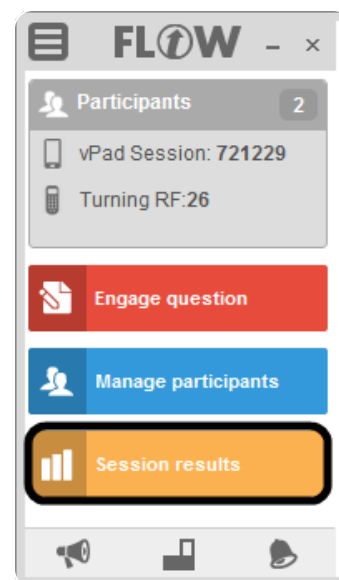 FLOW
Participants 2
vPad Session: 721229
Turning RF:26
Engage question
Manage participants
Session results